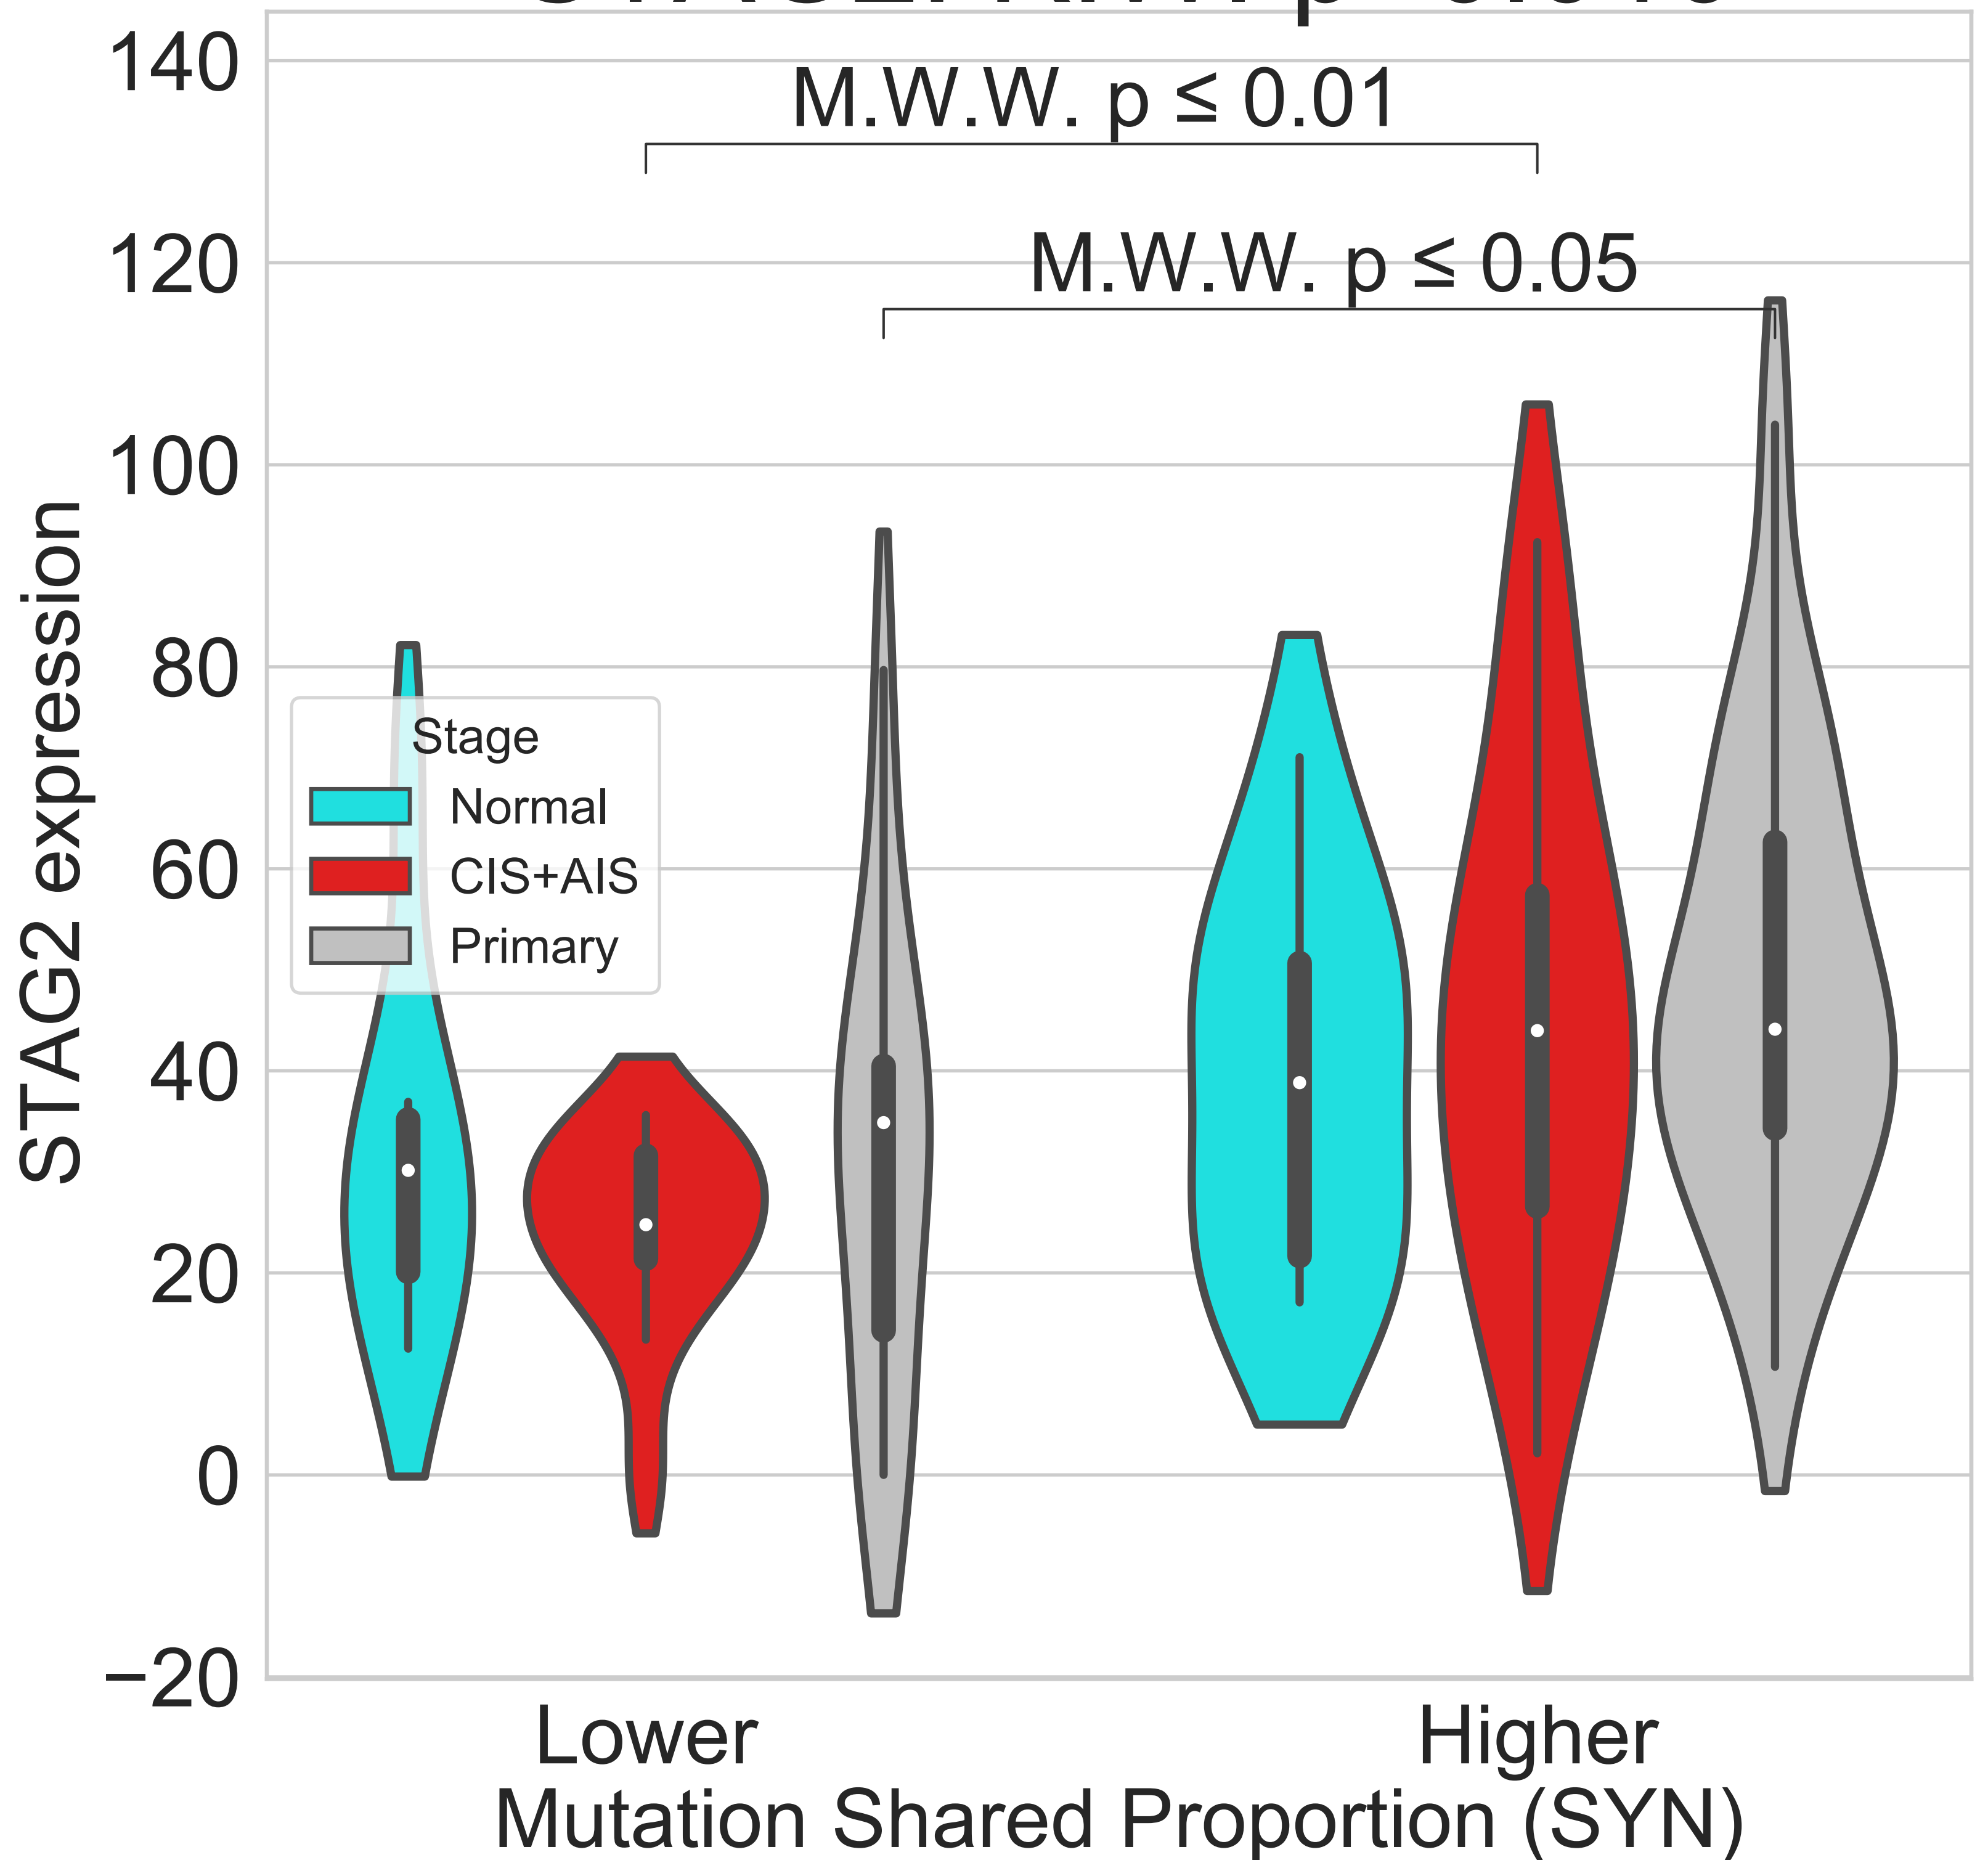 140
M.W.W. p ≤ 0.01
120
M.W.W. p ≤ 0.05
100
80
60
40
20
0
−20
STAG2 expression
Stage
Normal
CIS+AIS
Primary
Lower
Higher
Mutation Shared Proportion (SYN)